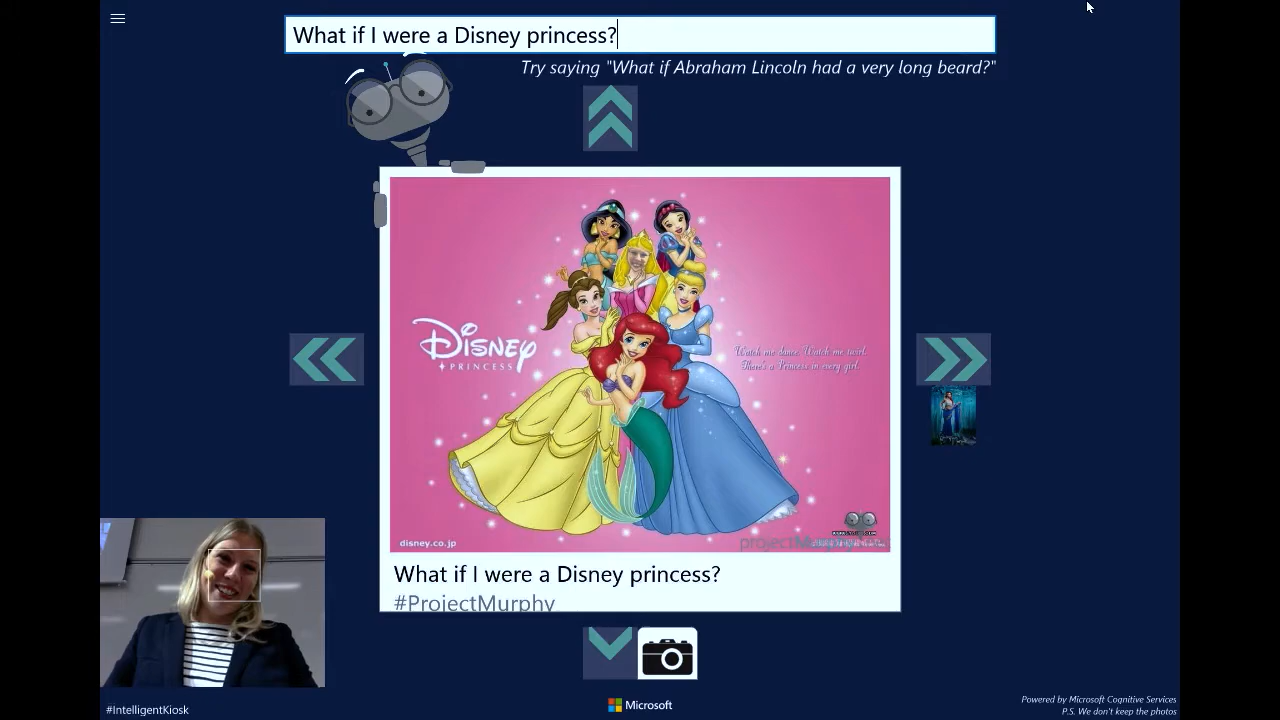 What if I were a Disney princess?
Try saying "What if Abraham Lincoln had a very long beard?"
Disney
PRINCESS
Watch me dance. Watch me twirl.
There's a Princess in every girl.
disney.co.jp
What if I were a Disney princess?
#ProjectMurphy
#IntelligentKiosk
Microsoft
Powered by Microsoft Cognitive Services
P.S. We don't keep the photos